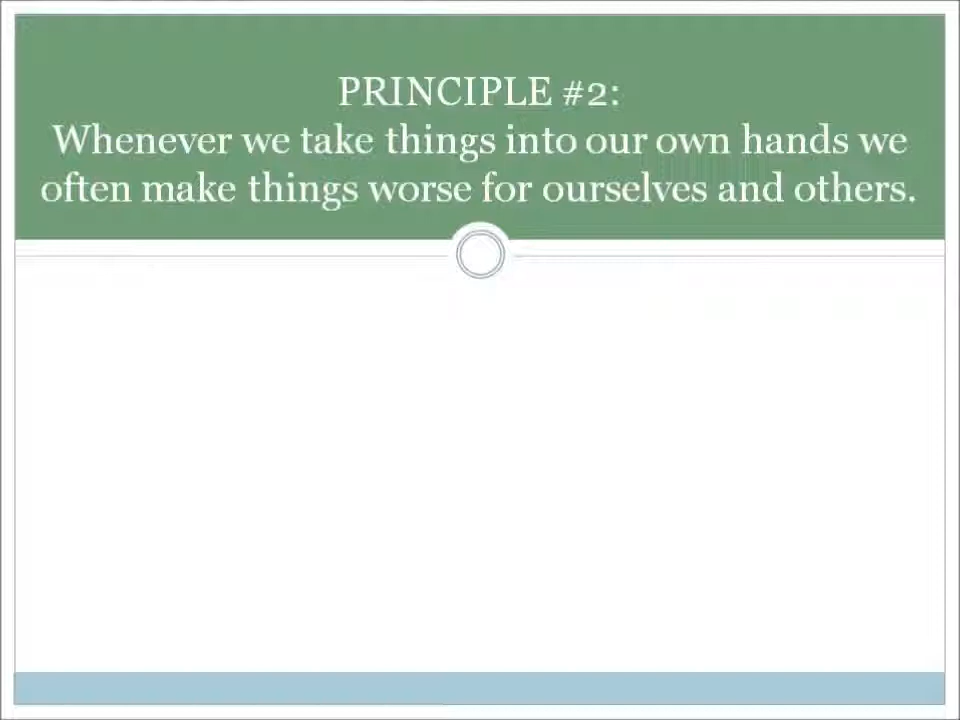 PRINCIPLE #2:
Whenever we take things into our own hands we
often make things worse for ourselves and others.